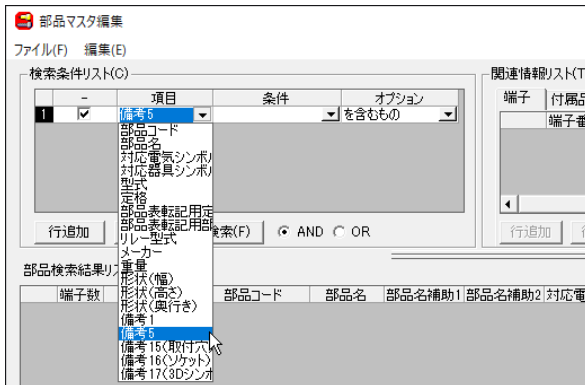 部品マスタ編集
ファイル(F) 編集(E)
検索条件リスト(C)
関連情報リスト(T
- 項目 条件 オプション
1 備考5 を含むもの
部品コード
部品名
対応電気シンボル
対応器具シンボル
型式
定格
部品表転記用定
部品表転記用部
リレー型式
メーカー
重量
形状(幅)
形状(高さ)
形状(奥行き)
備考1
備考5
備考15(取付穴
備考16(ソケット)
備考17(3Dシンボ
端子 付属品
端子番
行追加 検索(F) AND OR
行追加
部品検索結果リ
端子数 部品コード 部品名 部品名補助1 部品名補助2 対応電